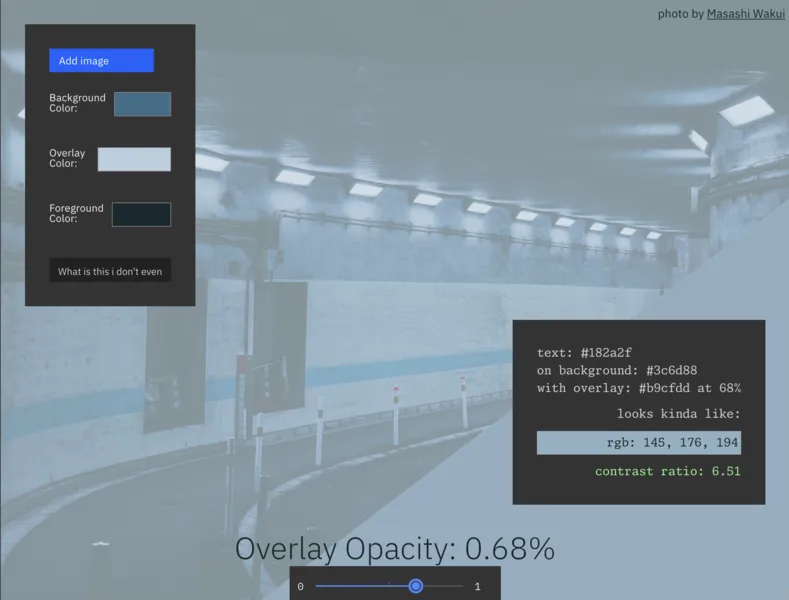 photo by Masashi Wakui
Add image
Background
Color:
Overlay
Color:
Foreground
Color:
What is this i don't even
text: #182a2f
on background: #3c6d88
with overlay: #b9cfdd at 68%
looks kinda like:
rgb: 145, 176, 194
contrast ratio: 6.51
Overlay Opacity: 0.68%
0 1